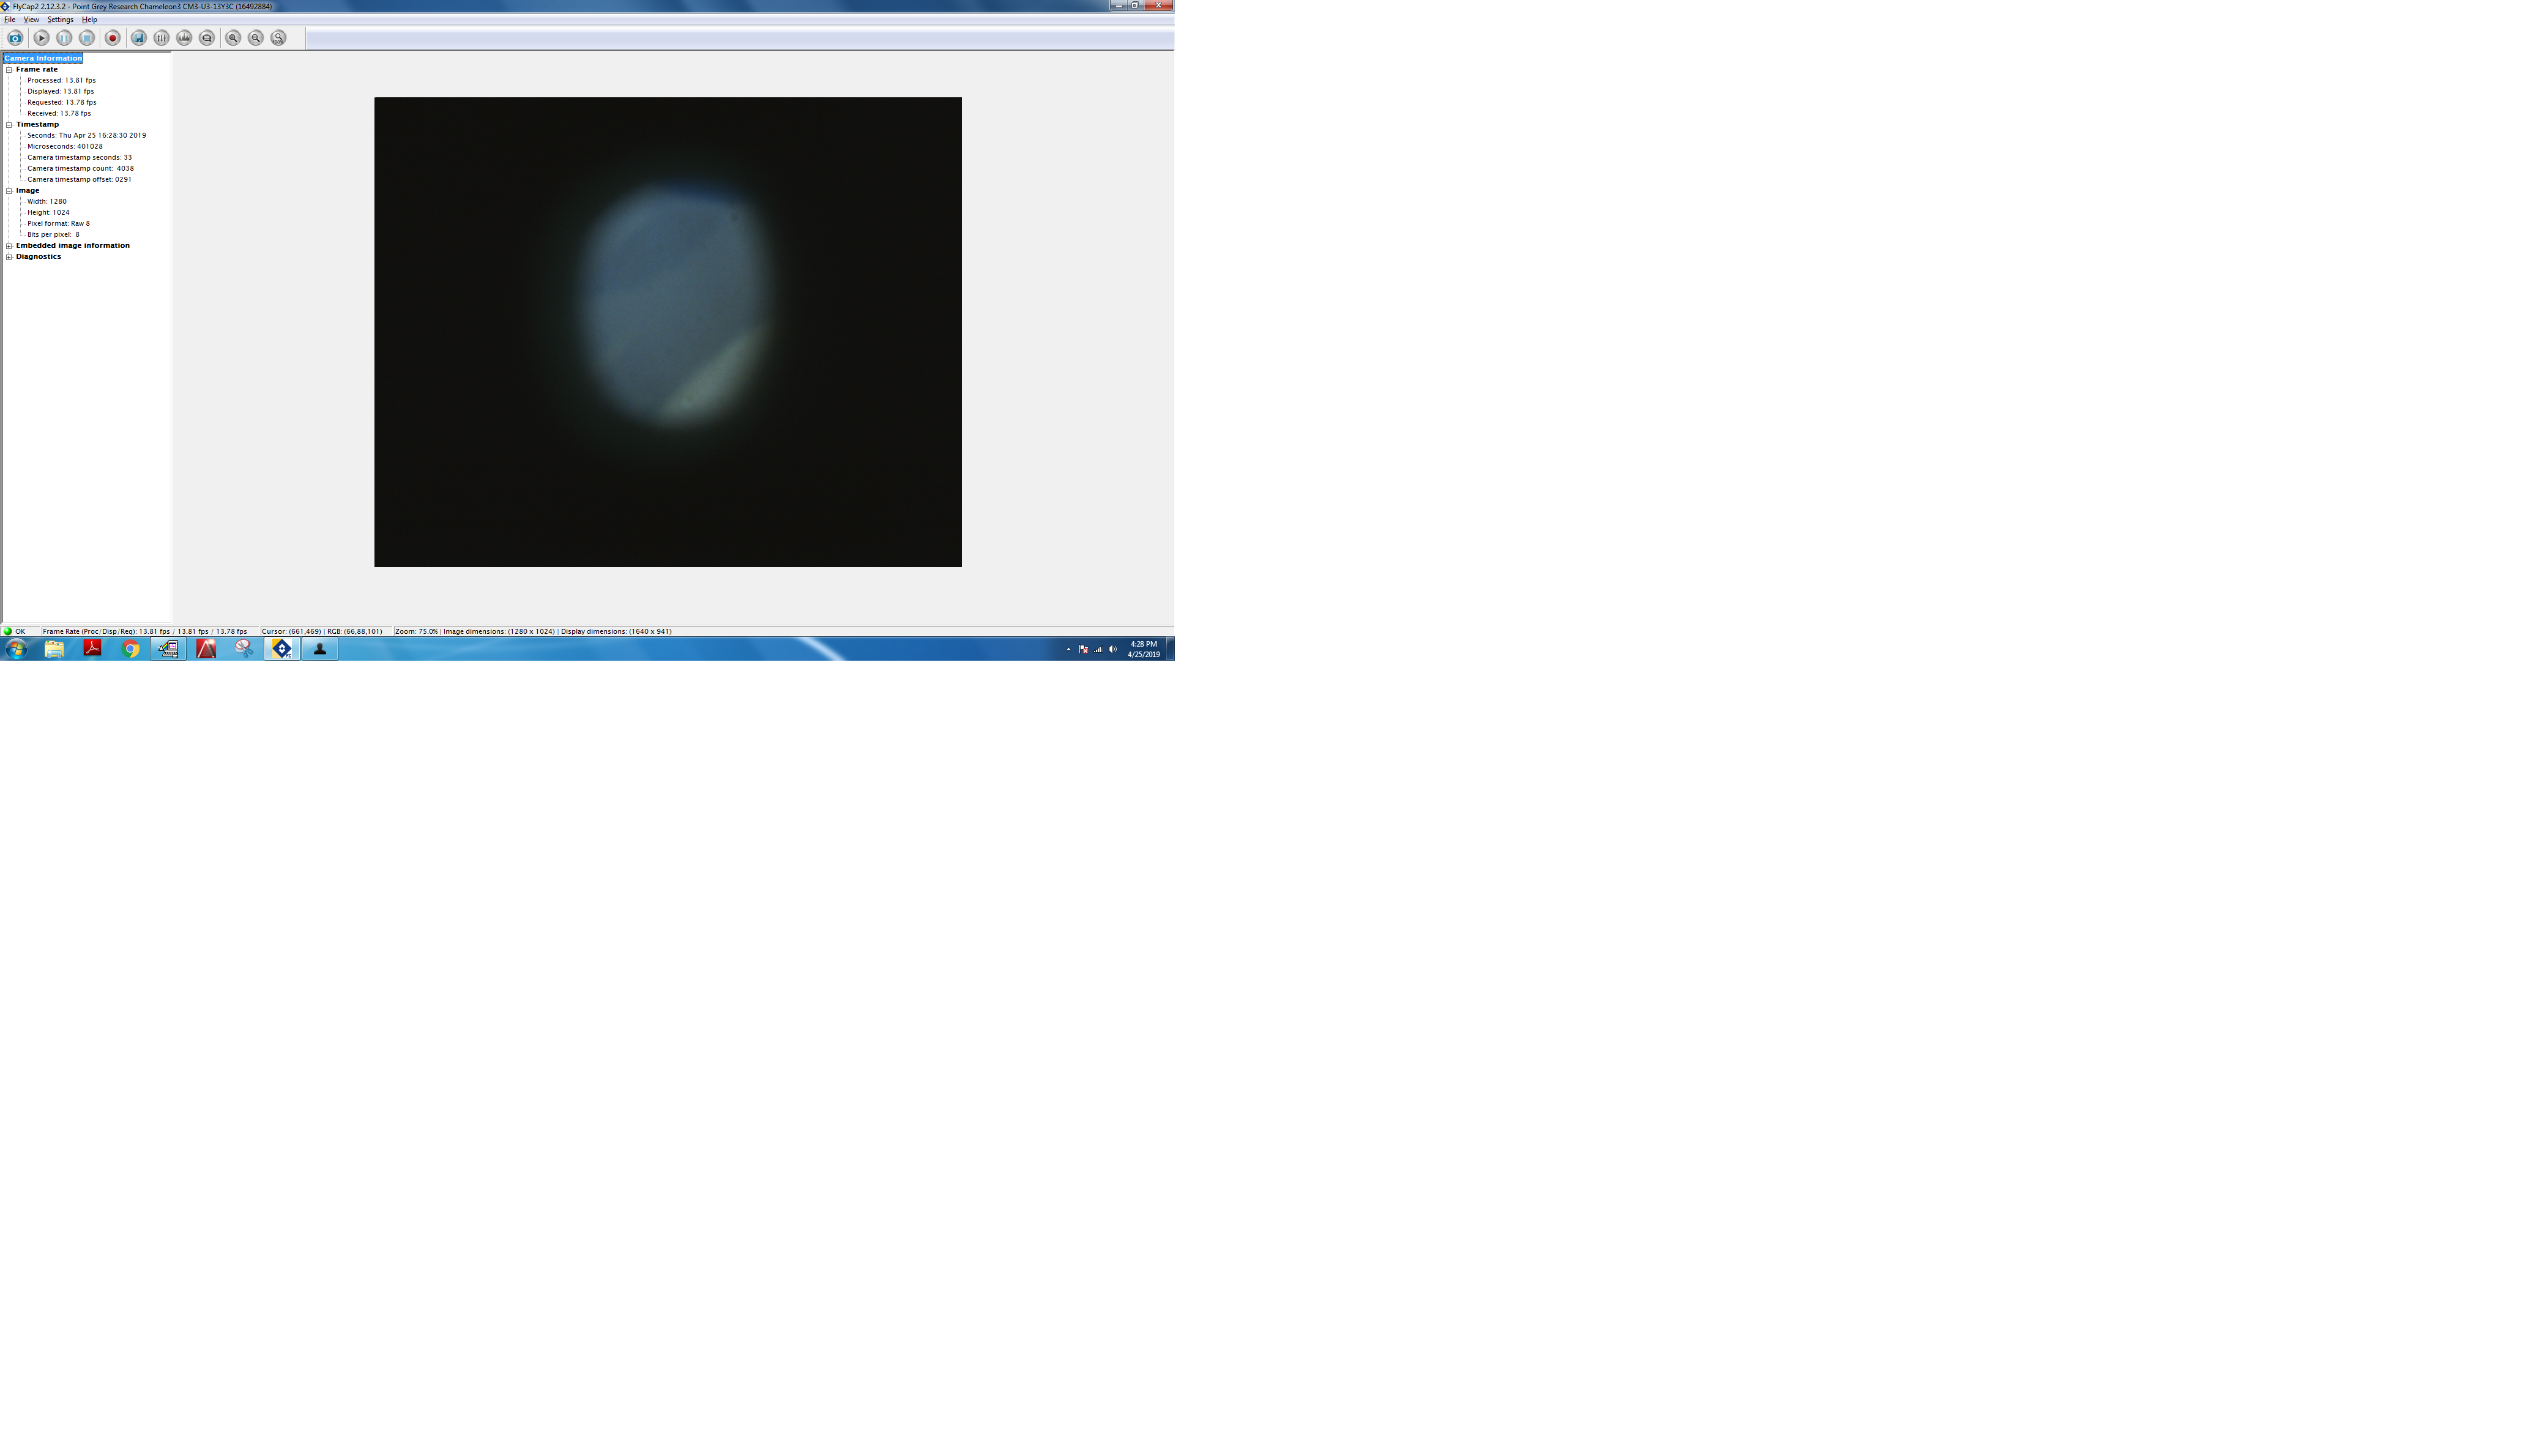 FlyCap2 2.12.3.2 - Point Grey Research Chameleon3 CM3-U3-13Y3C (16492884)
File View Settings Help
Camera Information
Frame rate
Processed: 13.81 fps
Displayed: 13.81 fps
Requested: 13.78 fps
Received: 13.78 fps
Timestamp
Seconds: Thu Apr 25 16:28:30 2019
Microseconds: 401028
Camera timestamp seconds: 33
Camera timestamp count: 4038
Camera timestamp offset: 0291
Image
Width: 1280
Height: 1024
Pixel format: Raw 8
Bits per pixel: 8
Embedded image information
Diagnostics
OK Frame Rate (Proc/Disp/Req): 13.81 fps / 13.81 fps / 13.78 fps Cursor: (661,469) | RGB: (66,88,101) Zoom: 75.0% | Image dimensions: (1280 x 1024) | Display dimensions: (1640 x 941)
4:28 PM
4/25/2019